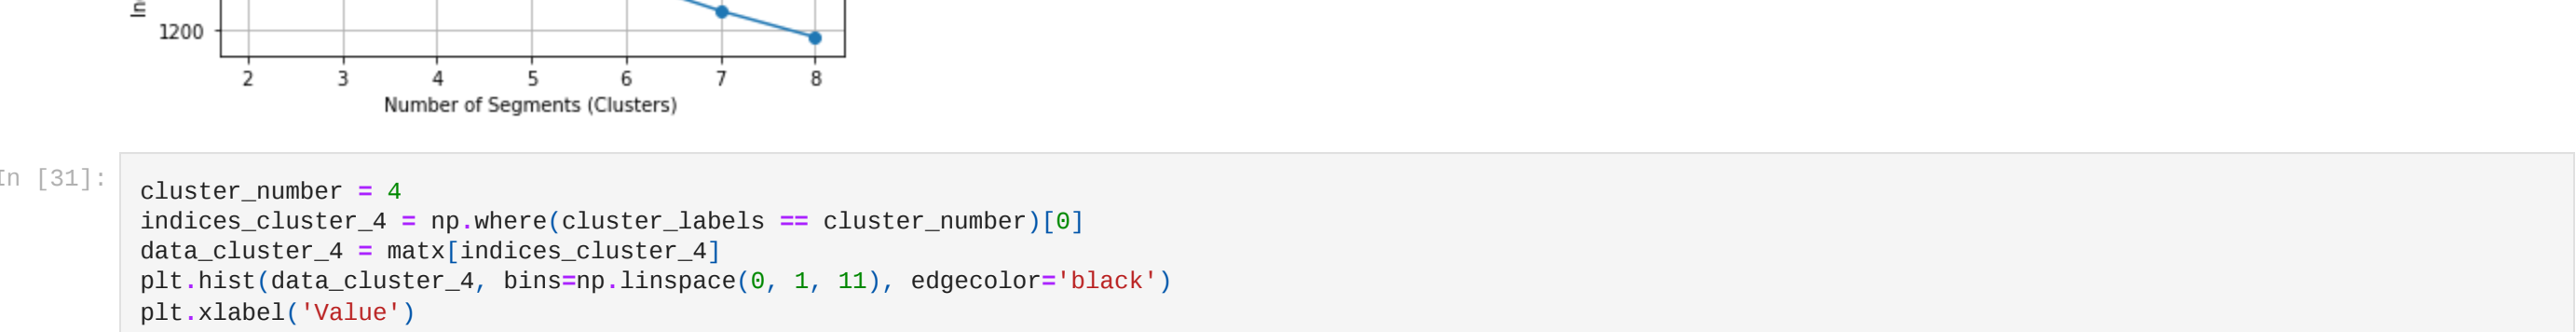 In
1200
2 3 4 5 6 7 8
Number of Segments (Clusters)
In [31]:
cluster_number = 4
indices_cluster_4 = np.where(cluster_labels == cluster_number)[0]
data_cluster_4 = matx[indices_cluster_4]
plt.hist(data_cluster_4, bins=np.linspace(0, 1, 11), edgecolor='black')
plt.xlabel('Value')